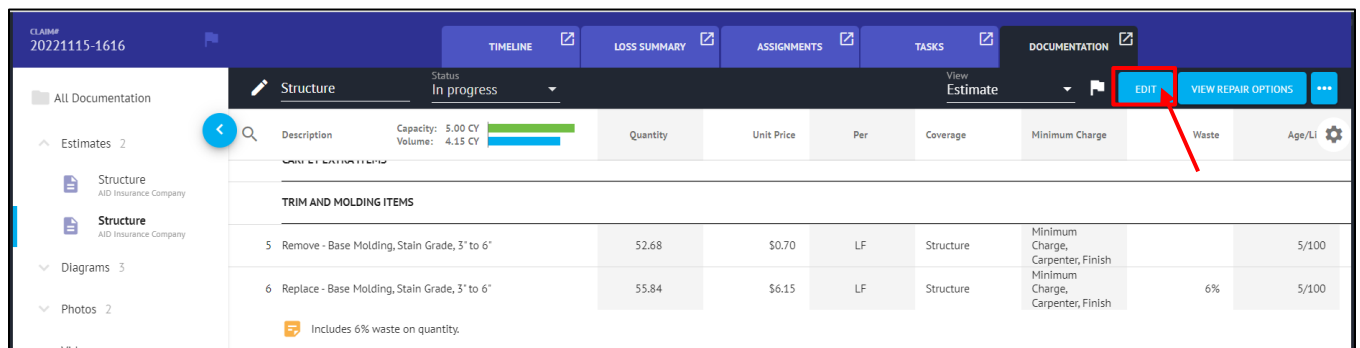 CLAIM#
20221115-1616
TIMELINE
LOSS SUMMARY
ASSIGNMENTS
TASKS
DOCUMENTATION
All Documentation
Structure
Status
In progress
View
Estimate
EDIT
VIEW REPAIR OPTIONS
Estimates 2
Description
Capacity: 5.00 CY
Volume: 4.15 CY
Quantity
Unit Price
Per
Coverage
Minimum Charge
Waste
Age/Li
CARPET EXTRA ITEMS
Structure
AID Insurance Company
TRIM AND MOLDING ITEMS
Structure
AID Insurance Company
5 Remove - Base Molding, Stain Grade, 3" to 6" 52.68 $0.70 LF Structure Minimum Charge, Carpenter, Finish 5/100
Diagrams 3
6 Replace - Base Molding, Stain Grade, 3" to 6" 55.84 $6.15 LF Structure Minimum Charge, Carpenter, Finish 6% 5/100
Photos 2
Includes 6% waste on quantity.